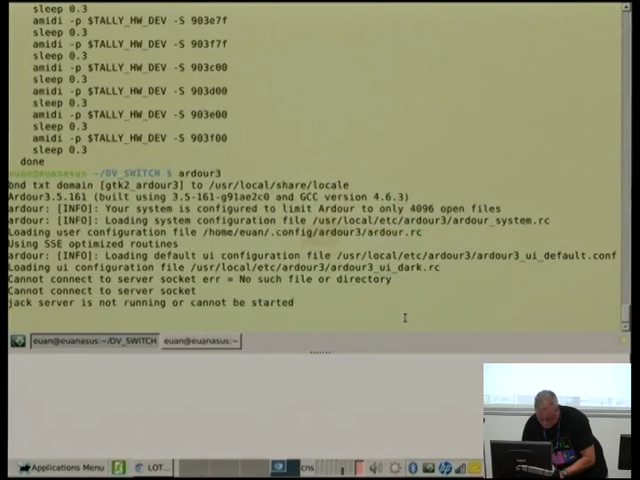 sleep 0.3
amidi -p $TALLY_HW_DEV -S 903e7f
sleep 0.3
amidi -p $TALLY_HW_DEV -S 903f7f
sleep 0.3
amidi -p $TALLY_HW_DEV -S 903c00
sleep 0.3
amidi -p $TALLY_HW_DEV -S 903d00
sleep 0.3
amidi -p $TALLY_HW_DEV -S 903e00
sleep 0.3
amidi -p $TALLY_HW_DEV -S 903f00
sleep 0.3
done
euan@euanasus ~/DV_SWITCH $ ardour3
bnd txt domain [gtk2_ardour3] to /usr/local/share/locale
Ardour3.5.161 (built using 3.5-161-g91ae2c0 and GCC version 4.6.3)
ardour: [INFO]: Your system is configured to limit Ardour to only 4096 open files
ardour: [INFO]: Loading system configuration file /usr/local/etc/ardour3/ardour_system.rc
Loading user configuration file /home/euan/.config/ardour3/ardour.rc
Using SSE optimized routines
ardour: [INFO]: Loading default ui configuration file /usr/local/etc/ardour3/ardour3_ui_default.conf
Loading ui configuration file /usr/local/etc/ardour3/ardour3_ui_dark.rc
Cannot connect to server socket err = No such file or directory
Cannot connect to server socket
jack server is not running or cannot be started
euan@euanasus:~/DV_SWITCH euan@euanasus:~
Applications Menu LOT... cns